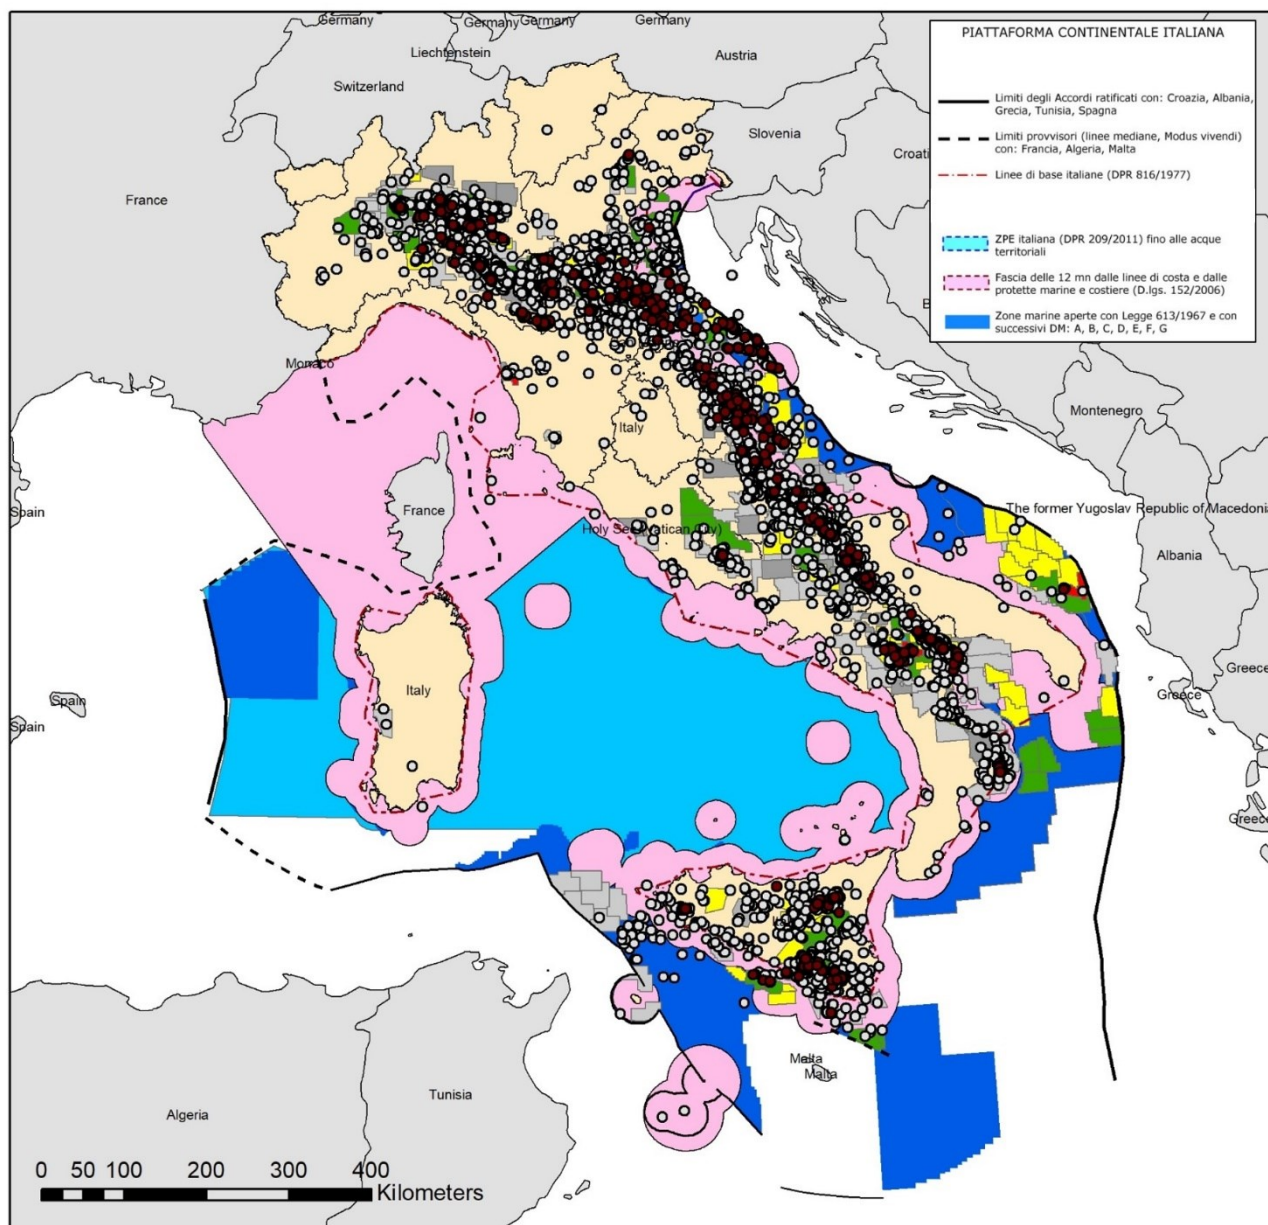 Germany
Germany
Germany
Germany
Liechtenstein
Austria
Switzerland
Slovenia
France
Monaco
Italy
Montenegro
France
Spain
Holy See
The former Yugoslav Republic of Macedonia
Albania
Italy
Spain
Spain
Greece
Greece
Greece
Malta
Algeria
Tunisia
PIATTAFORMA CONTINENTALE ITALIANA
Limiti degli Accordi ratificati con: Croazia, Albania,
Grecia, Tunisia, Spagna
Limiti provvisori (linee mediane, Modus vivendi)
con: Francia, Algeria, Malta
Linee di base italiane (DPR 816/1977)
ZPE italiana (DPR 209/2011) fino alle acque
territoriali
Fascia delle 12 mn dalle linee di costa e dalle
protette marine e costiere (D.lgs. 152/2006)
Zone marine aperte con Legge 613/1967 e con
successivi DM: A, B, C, D, E, F, G
0 50 100 200 300 400
Kilometers